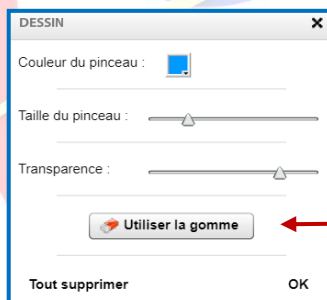 DESSIN
Couleur du pinceau :
Taille du pinceau :
Transparence :
Utiliser la gomme
Tout supprimer OK